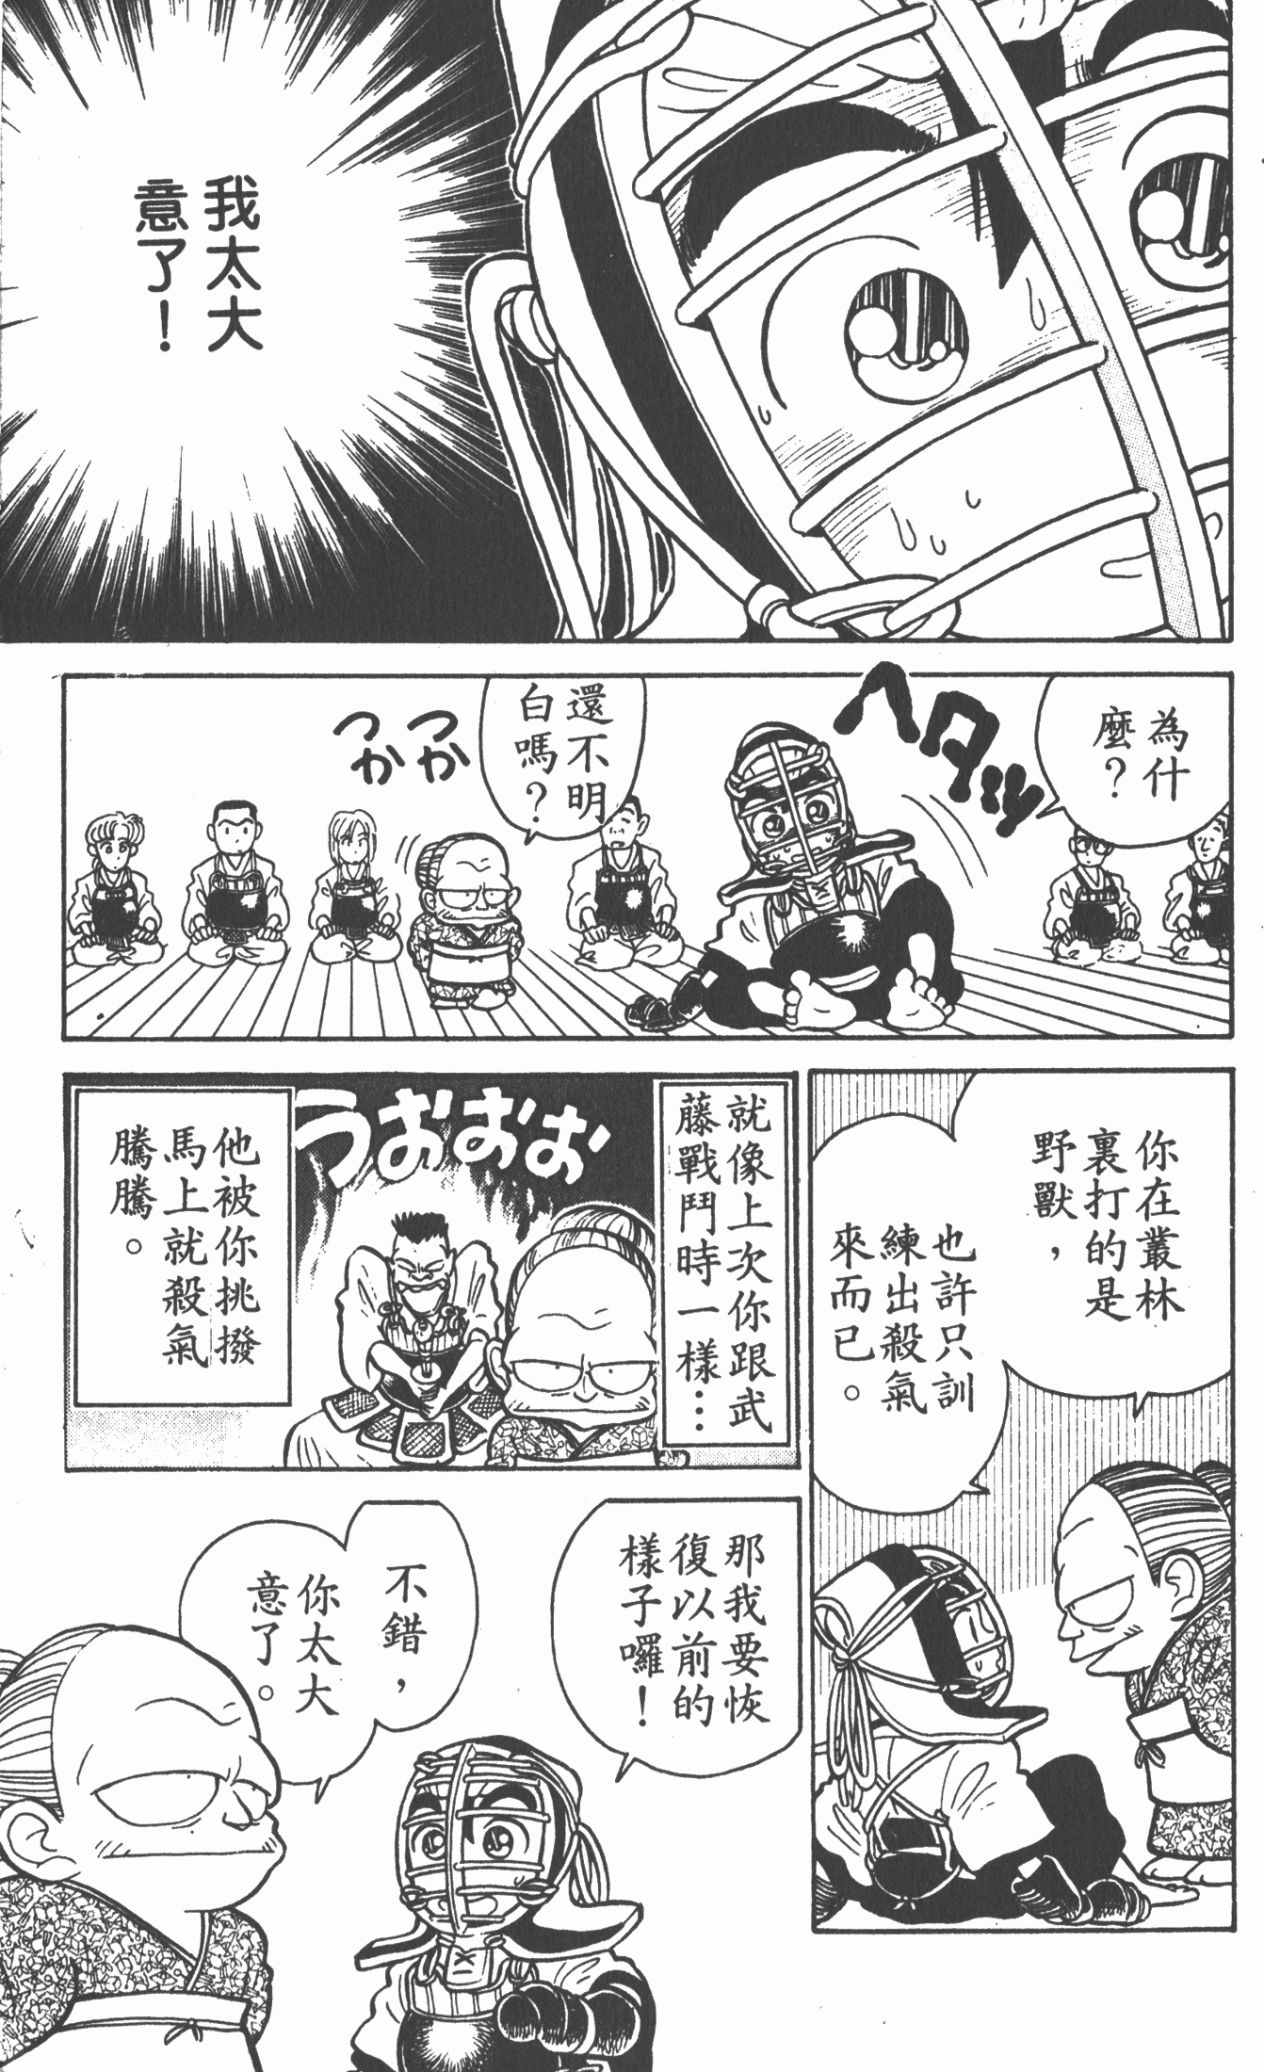 我太大
意了！
為什
麼？
ヘタッ
還不明
白嗎？
つかつか
你在叢林
裏打的是
野獸，
也許只訓
練出殺氣
來而已。
就像上次你跟武
藤戰鬥時一樣…
うおおお
他被你挑撥
馬上就殺氣
騰騰。
那我要恢
復以前的
樣子囉！
不錯，
你太大
意了。